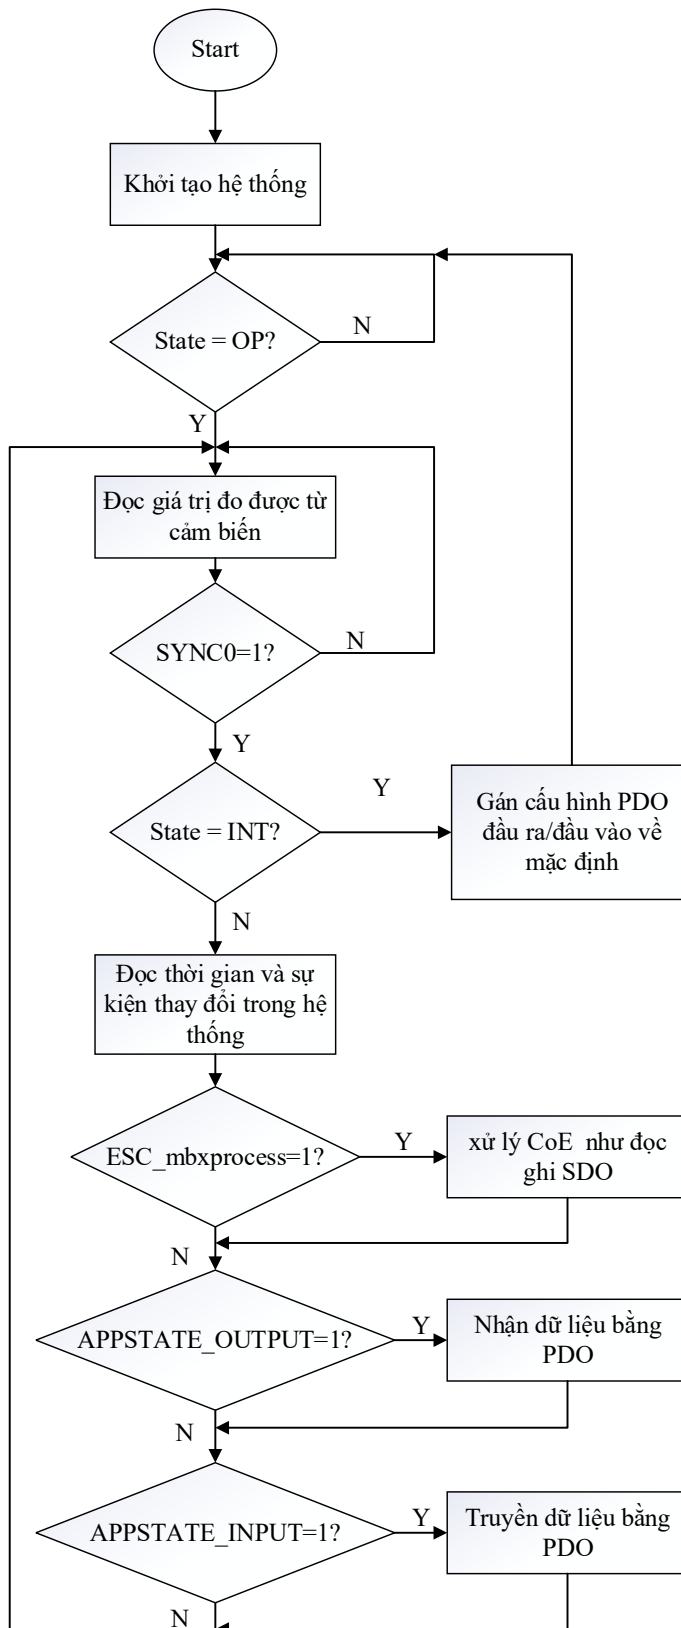 Start
Khởi tạo hệ thống
State = OP?
N
Y
Đọc giá trị đo được từ
cảm biến
SYNC0=1?
N
Y
State = INT?
Y
Gán cấu hình PDO
đầu ra/đầu vào về
mặc định
N
Đọc thời gian và sự
kiện thay đổi trong hệ
thống
ESC_mbxprocess=1?
Y
xử lý CoE  như đọc
ghi SDO
N
APPSTATE_OUTPUT=1?
Y
Nhận dữ liệu bằng
PDO
N
APPSTATE_INPUT=1?
Y
Truyền dữ liệu bằng
PDO
N